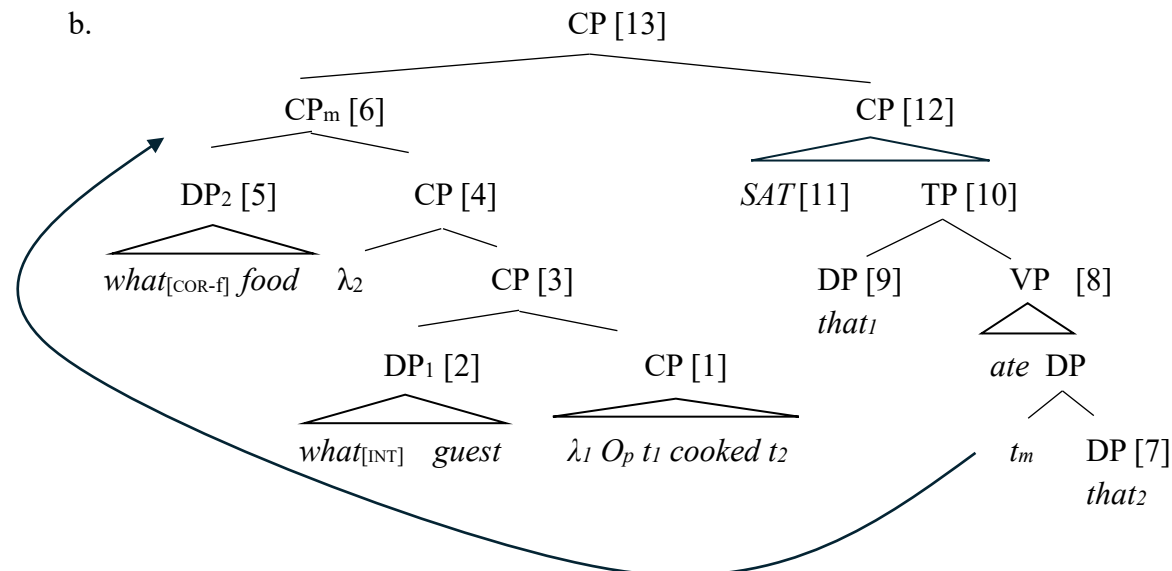 b. CP [13]
CPm [6] CP [12]
DP2 [5] CP [4] SAT [11] TP [10]
what[COR-f] food λ2 CP [3] DP [9] VP [8]
that1
DP1 [2] CP [1] ate DP
what[INT] guest λ1 Op t1 cooked t2 tm DP [7]
that2